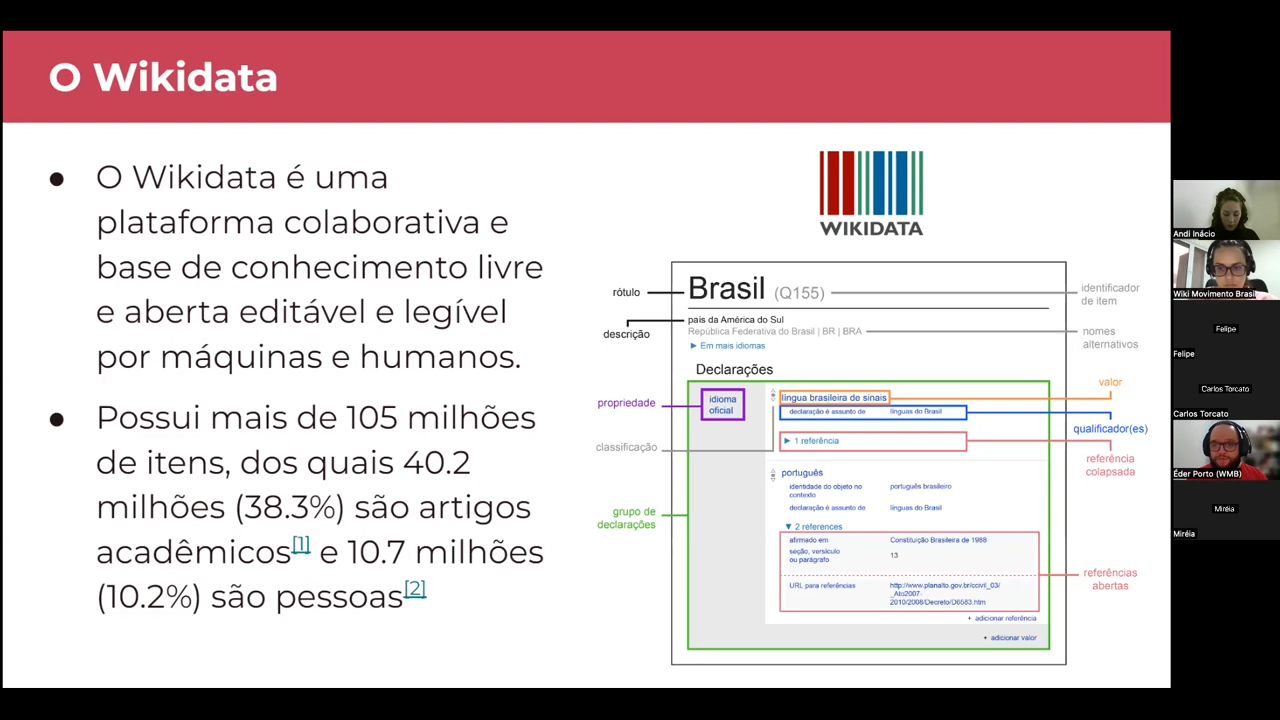 O Wikidata
● O Wikidata é uma
plataforma colaborativa e
base de conhecimento livre
e aberta editável e legível
por máquinas e humanos.
● Possui mais de 105 milhões
de itens, dos quais 40.2
milhões (38.3%) são artigos
acadêmicos[1] e 10.7 milhões
(10.2%) são pessoas[2]
WIKIDATA
rótulo
Brasil (Q155)
identificador
de item
descrição
país da América do Sul
República Federativa do Brasil | BR | BRA
nomes
alternativos
▶ Em mais idiomas
Declarações
propriedade
idioma
oficial
língua brasileira de sinais
valor
declaração é assunto de
línguas do Brasil
qualificador(es)
classificação
▶ 1 referência
referência
colapsada
grupo de
declarações
português
identidade do objeto no
contexto
português brasileiro
declaração é assunto de
línguas do Brasil
▼ 2 references
afirmado em
Constituição Brasileira de 1988
seção, versículo
ou parágrafo
13
URL para referências
http://www.planalto.gov.br/ccivil_03/
_Ato2007-
2010/2008/Decreto/D6583.htm
referências
abertas
+ adicionar referência
+ adicionar valor
Andi Inácio
Wiki Movimento Brasil
Felipe
Felipe
Carlos Torcato
Carlos Torcato
Éder Porto (WMB)
Miréia
Miréia